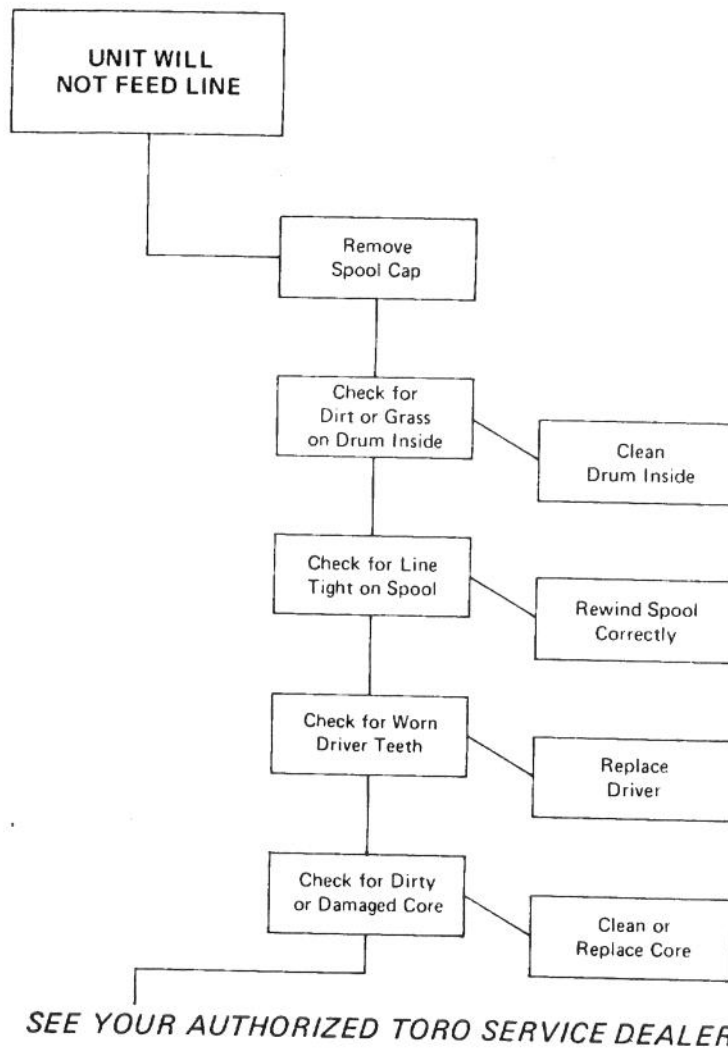 UNIT WILL
NOT FEED LINE
Remove
Spool Cap
Check for
Dirt or Grass
on Drum Inside
Clean
Drum Inside
Check for Line
Tight on Spool
Rewind Spool
Correctly
Check for Worn
Driver Teeth
Replace
Driver
Check for Dirty
or Damaged Core
Clean or
Replace Core
SEE YOUR AUTHORIZED TORO SERVICE DEALER